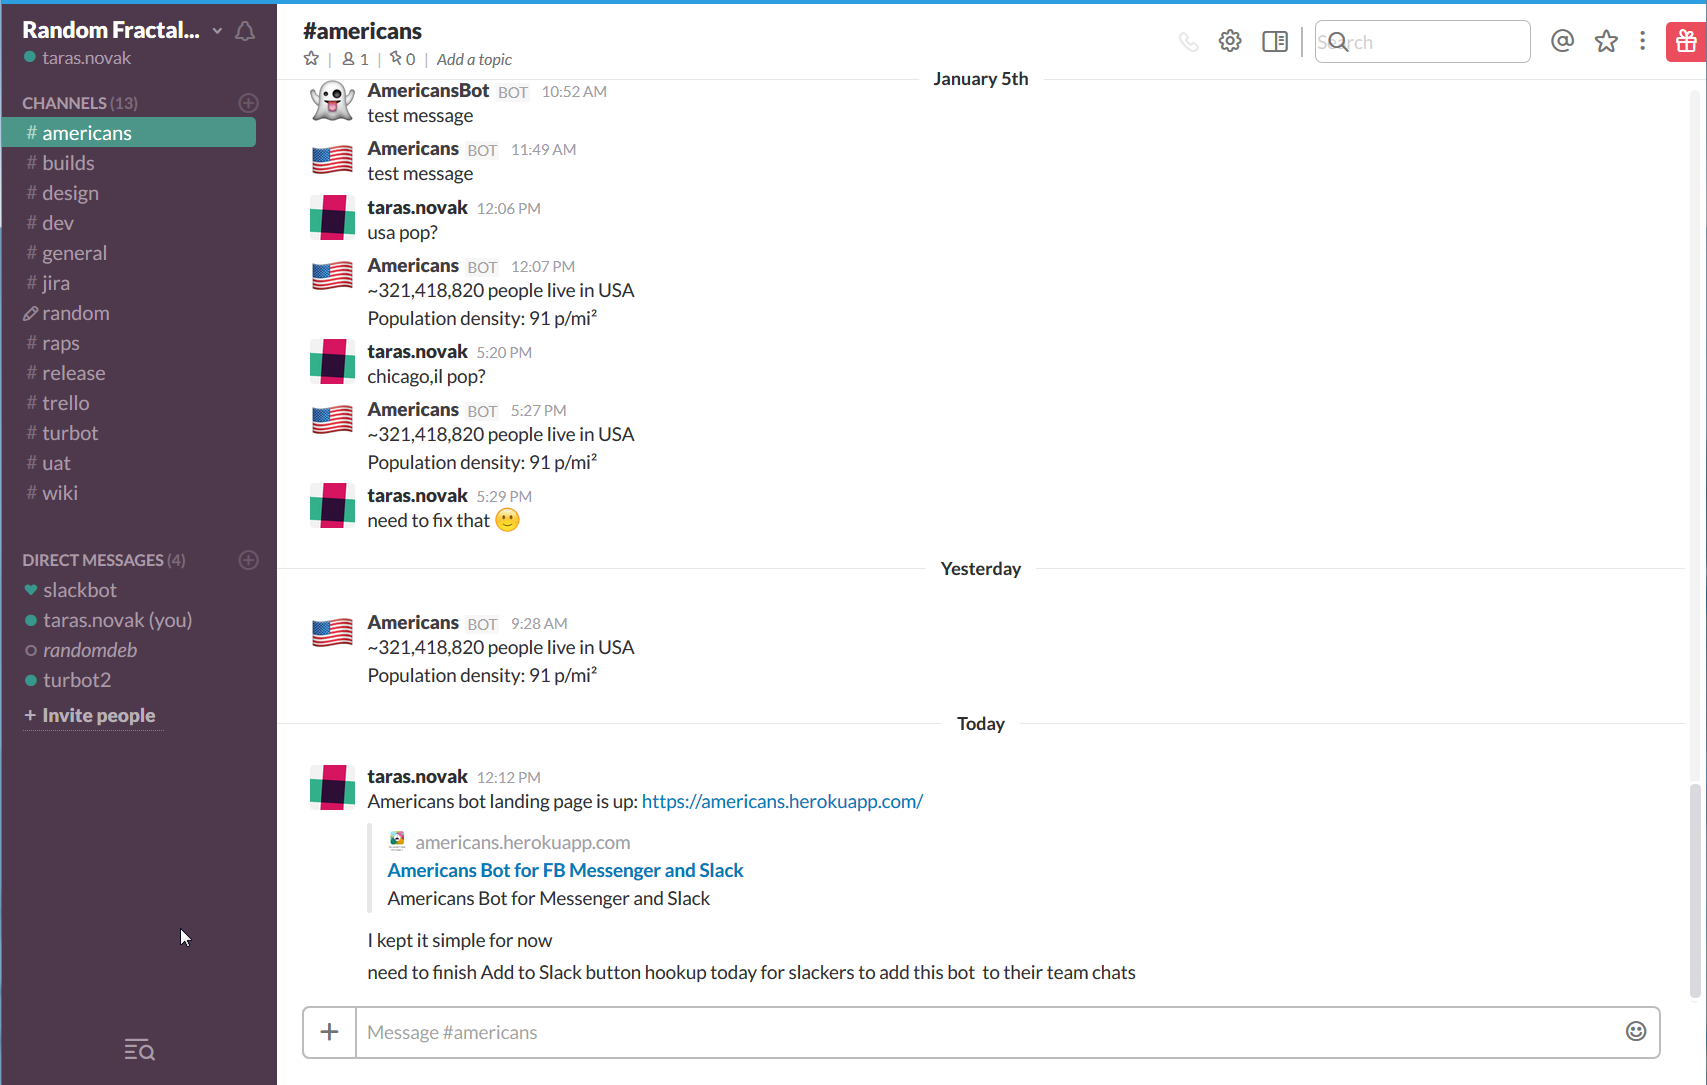 Random Fractal...
taras.novak
CHANNELS (13)
# americans
# builds
# design
# dev
# general
# jira
random
# raps
# release
# trello
# turbot
# uat
# wiki
DIRECT MESSAGES (4)
slackbot
taras.novak (you)
randomdeb
turbot2
+ Invite people
#americans
1 | 0 | Add a topic
Search
January 5th
AmericansBot BOT 10:52 AM
test message
Americans BOT 11:49 AM
test message
taras.novak 12:06 PM
usa pop?
Americans BOT 12:07 PM
~321,418,820 people live in USA
Population density: 91 p/mi²
taras.novak 5:20 PM
chicago,il pop?
Americans BOT 5:27 PM
~321,418,820 people live in USA
Population density: 91 p/mi²
taras.novak 5:29 PM
need to fix that
Yesterday
Americans BOT 9:28 AM
~321,418,820 people live in USA
Population density: 91 p/mi²
Today
taras.novak 12:12 PM
Americans bot landing page is up: https://americans.herokuapp.com/
americans.herokuapp.com
Americans Bot for FB Messenger and Slack
Americans Bot for Messenger and Slack
I kept it simple for now
need to finish Add to Slack button hookup today for slackers to add this bot  to their team chats
Message #americans